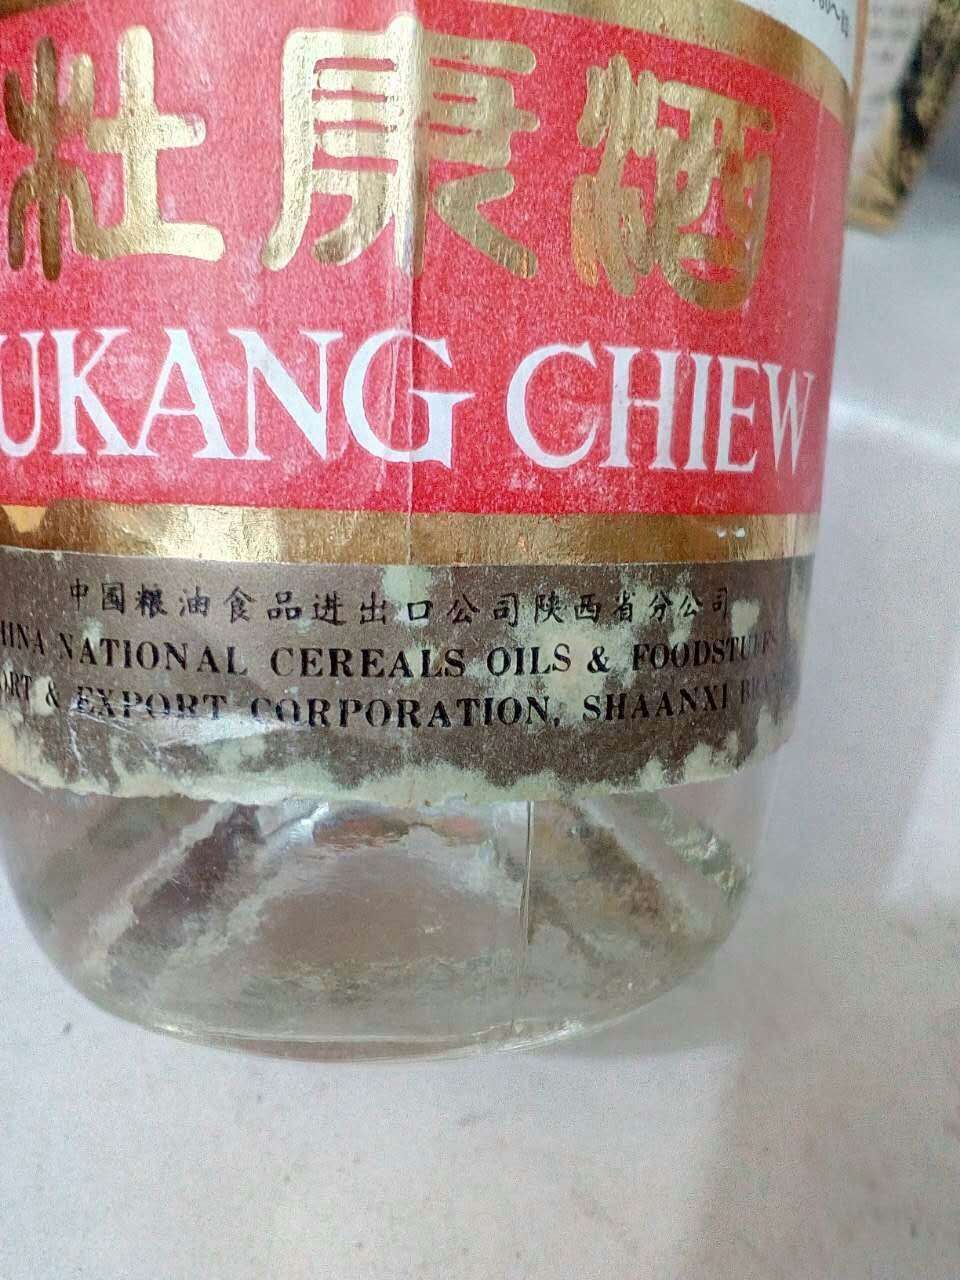 杜康酒
UKANG CHIEW
中国粮油食品进出口公司陕西省分公司
HINA NATIONAL CEREALS OILS & FOODSTUFFS
ORT & EXPORT CORPORATION, SHAANXI